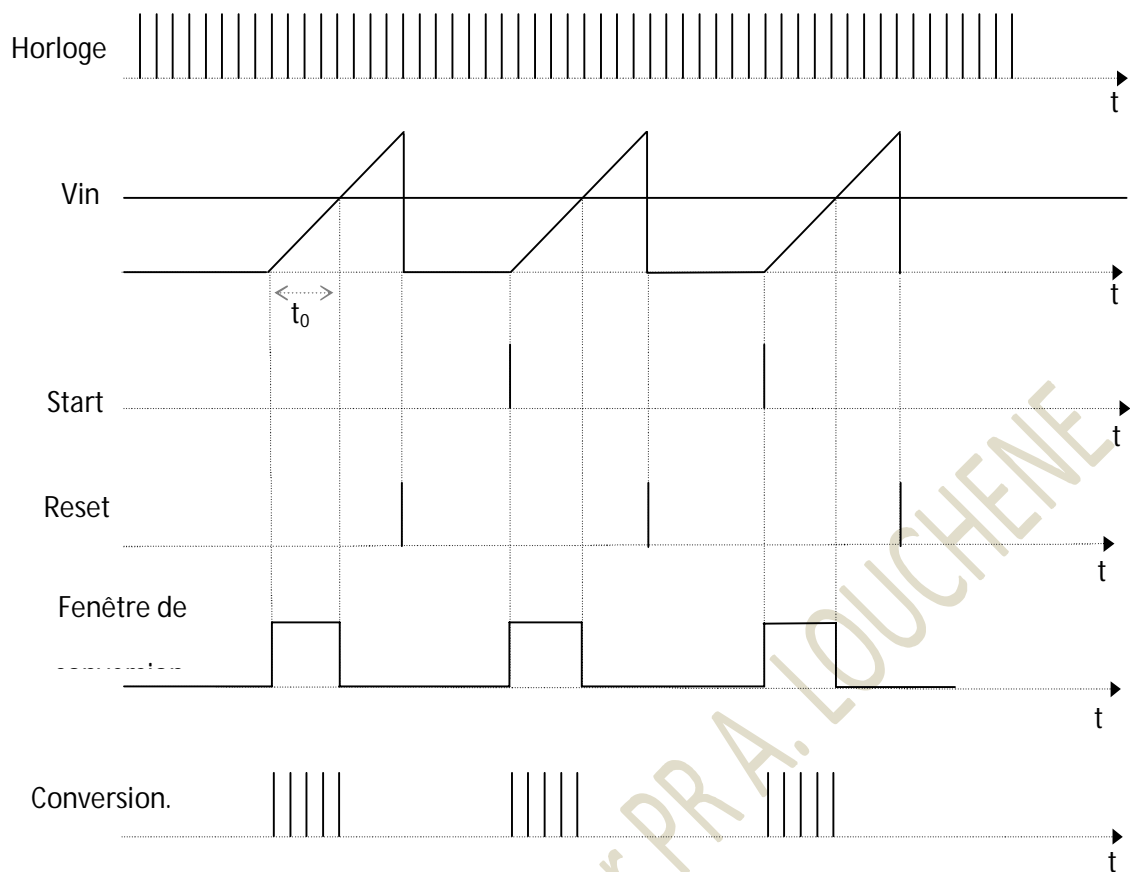 Horloge
t
Vin
t
t₀
Start
t
Reset
t
Fenêtre de
t
Conversion.
t
r PR A. LOUCHENE